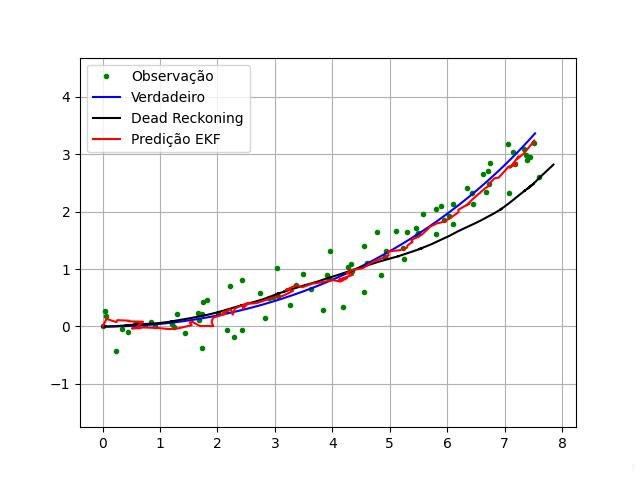 Observação
Verdadeiro
Dead Reckoning
Predição EKF
4
3
2
1
0
−1
0 1 2 3 4 5 6 7 8